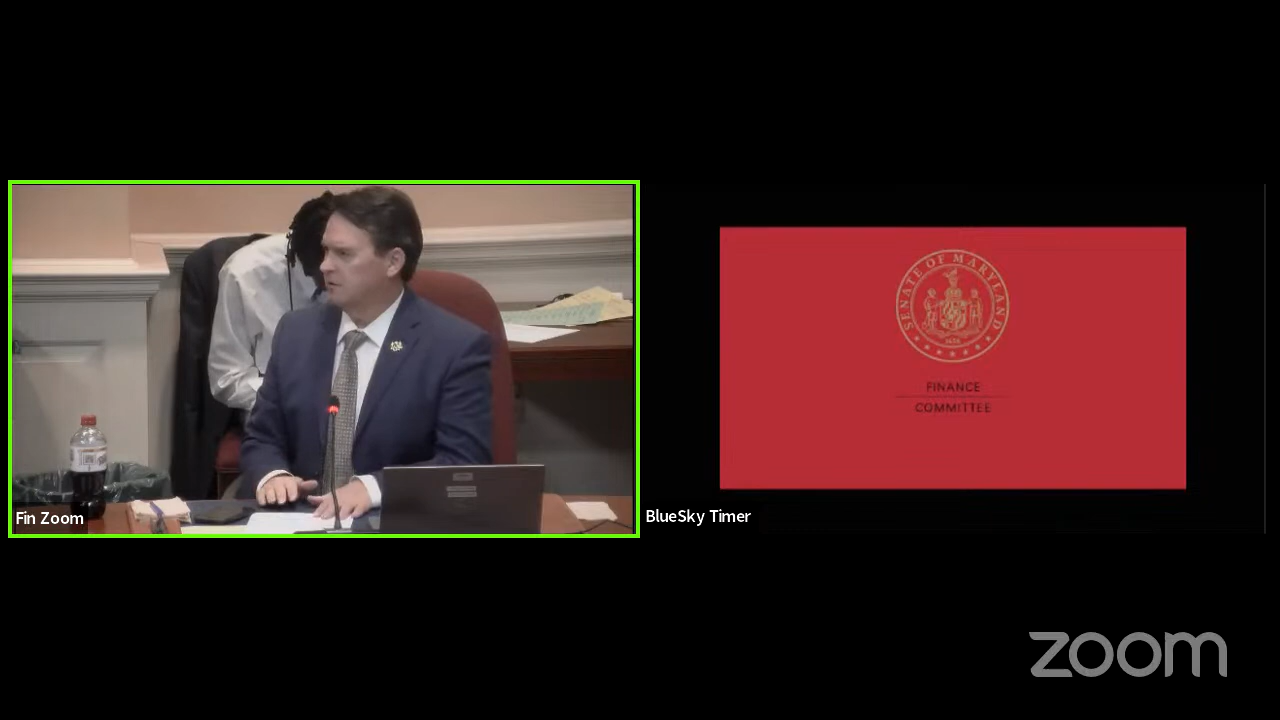 SENATE OF MARYLAND
FINANCE
COMMITTEE
Fin Zoom
BlueSky Timer
zoom